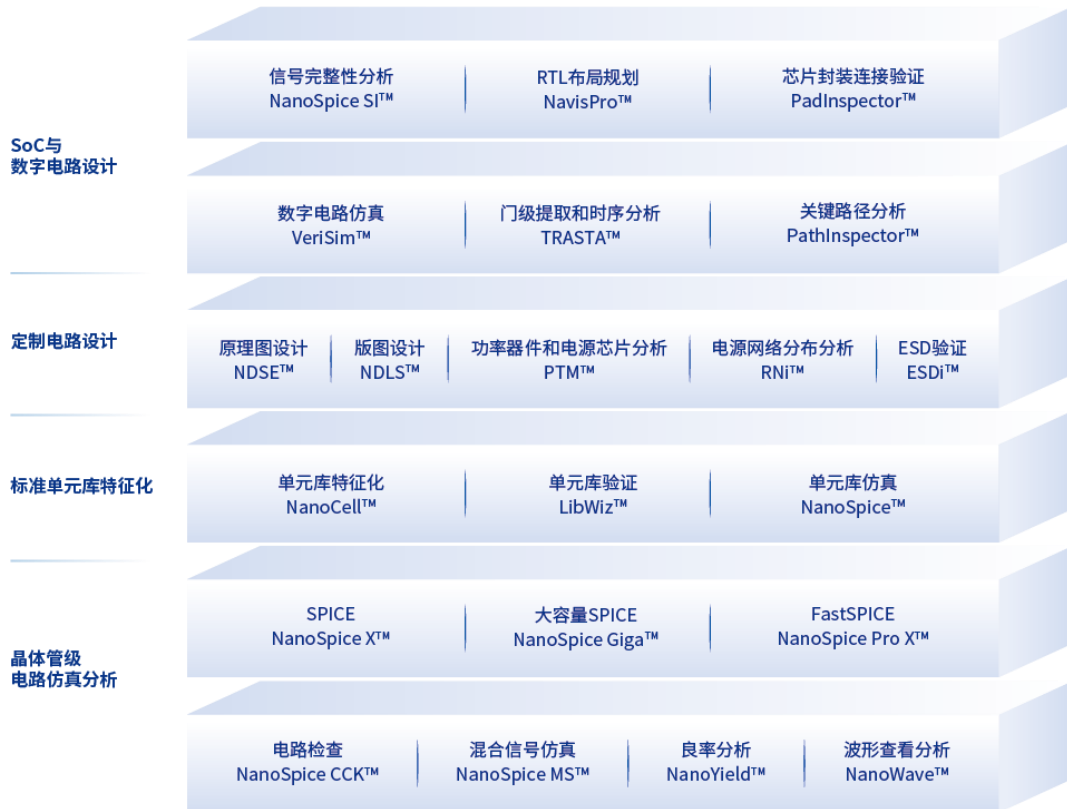 SoC与
数字电路设计
信号完整性分析
NanoSpice SI™
RTL布局规划
NavisPro™
芯片封装连接验证
PadInspector™
数字电路仿真
VeriSim™
门级提取和时序分析
TRASTA™
关键路径分析
PathInspector™
定制电路设计
原理图设计
NDSE™
版图设计
NDLS™
功率器件和电源芯片分析
PTM™
电源网络分布分析
RNi™
ESD验证
ESDi™
标准单元库特征化
单元库特征化
NanoCell™
单元库验证
LibWiz™
单元库仿真
NanoSpice™
晶体管级
电路仿真分析
SPICE
NanoSpice X™
大容量SPICE
NanoSpice Giga™
FastSPICE
NanoSpice Pro X™
电路检查
NanoSpice CCK™
混合信号仿真
NanoSpice MS™
良率分析
NanoYield™
波形查看分析
NanoWave™